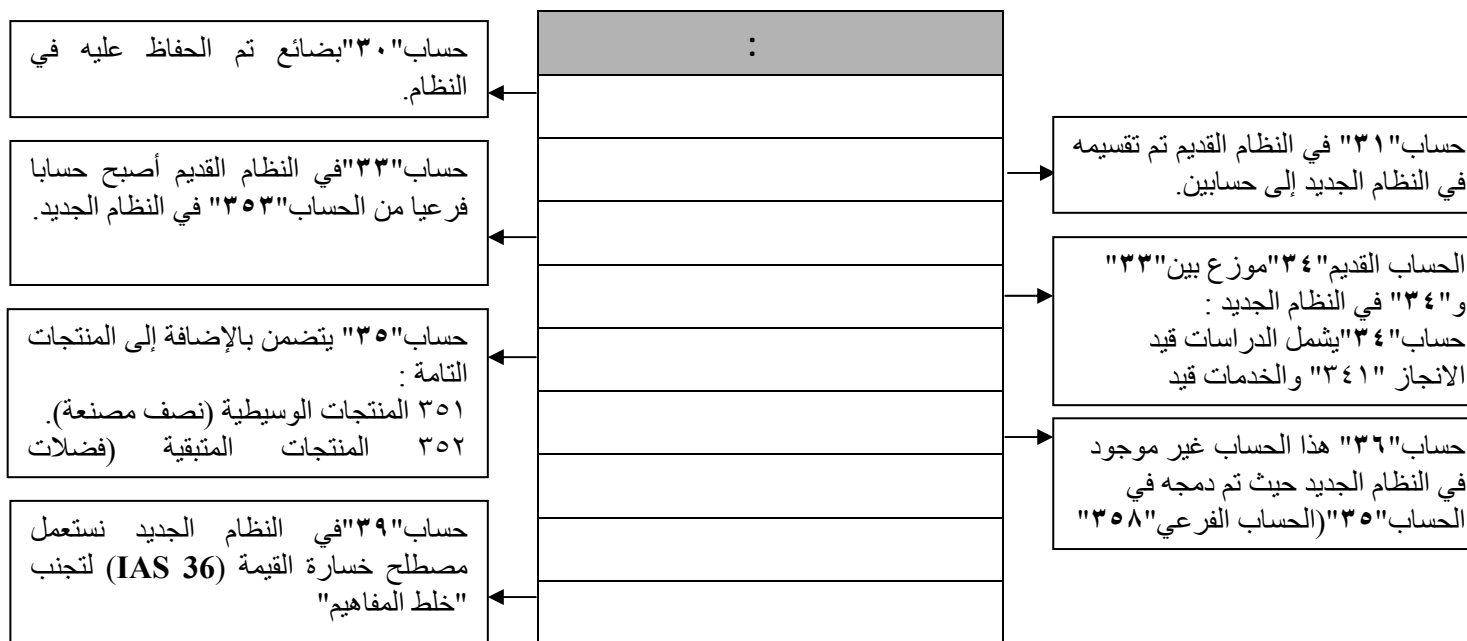 :
حساب"٣٠"بضائع تم الحفاظ عليه في
النظام.
حساب"٣١" في النظام القديم تم تقسيمه
في النظام الجديد إلى حسابين.
حساب"٣٣"في النظام القديم أصبح حسابا
فرعيا من الحساب"٣٥٣" في النظام الجديد.
الحساب القديم"٣٤"موزع بين"٣٣"
و"٣٤" في النظام الجديد :
حساب"٣٤"يشمل الدراسات قيد
الانجاز "٣٤١" والخدمات قيد
حساب"٣٥" يتضمن بالإضافة إلى المنتجات
التامة :
٣٥١ المنتجات الوسيطية (نصف مصنعة).
٣٥٢ المنتجات المتبقية (فضلات
حساب"٣٦" هذا الحساب غير موجود
في النظام الجديد حيث تم دمجه في
الحساب"٣٥"(الحساب الفرعي"٣٥٨"
حساب"٣٩"في النظام الجديد نستعمل
مصطلح خسارة القيمة (IAS 36) لتجنب
"خلط المفاهيم"